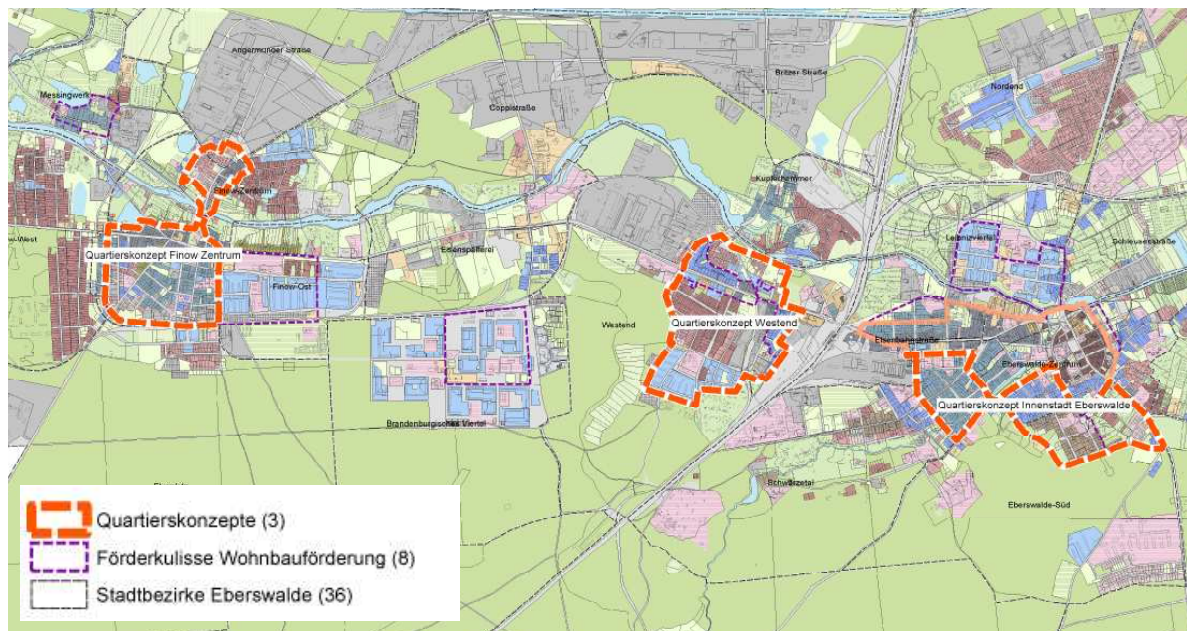 Angermünder Straße
Britzer Straße
Messingwerk
Coppistraße
Nordend
Kupferhammer
Finow-Zentrum
Leibnizviertel
Schleusenstraße
Eisenspalterei
Quartierskonzept Finow Zentrum
Finow-Ost
Westend
Quartierskonzept Westend
Eisenbahnstraße
Eberswalde-Zentrum
Quartierskonzept Innenstadt Eberswalde
Brandenburgisches Viertel
Schwärzetal
Eberswalde-Süd
Quartierskonzepte (3)
Förderkulisse Wohnbauförderung (8)
Stadtbezirke Eberswalde (36)